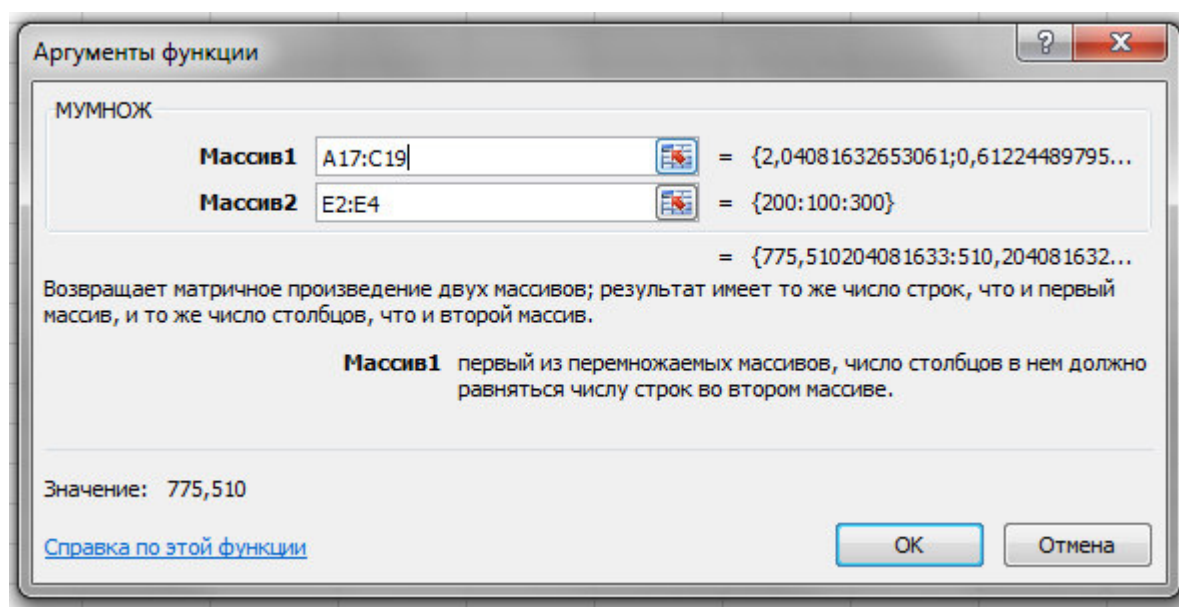 Аргументы функции
МУМНОЖ
Массив1 A17:C19 = {2,04081632653061;0,61224489795...
Массив2 E2:E4 = {200:100:300}
= {775,510204081633:510,204081632...
Возвращает матричное произведение двух массивов; результат имеет то же число строк, что и первый
массив, и то же число столбцов, что и второй массив.
Массив1 первый из перемножаемых массивов, число столбцов в нем должно
равняться числу строк во втором массиве.
Значение: 775,510
Справка по этой функции
ОК Отмена